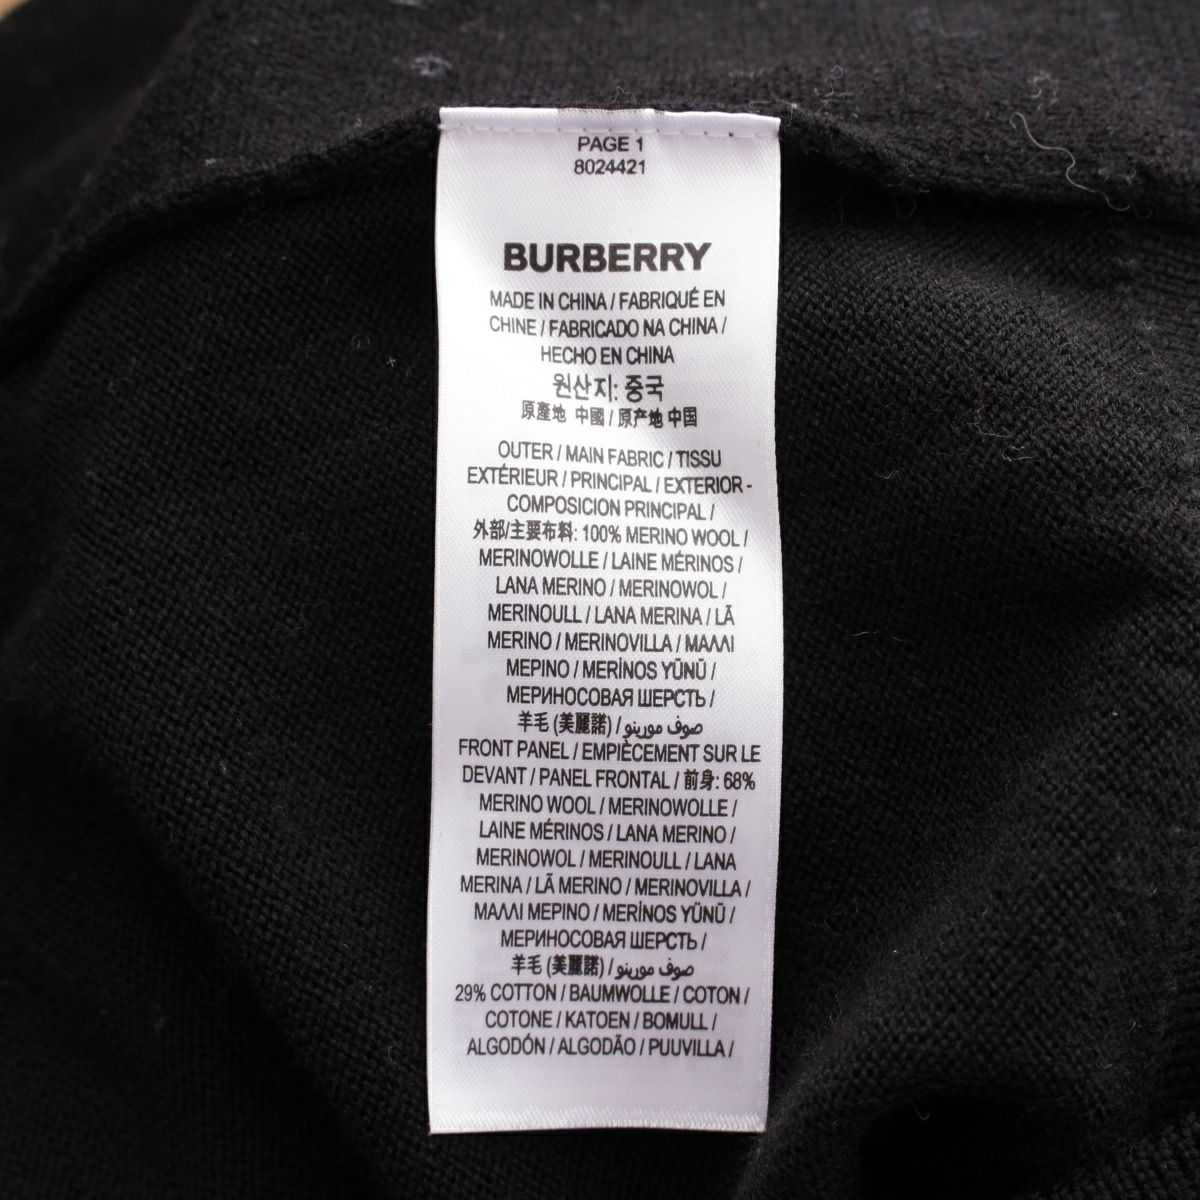 PAGE 1
8024421
BURBERRY
MADE IN CHINA / FABRIQUÉ EN
CHINE / FABRICADO NA CHINA /
HECHO EN CHINA
원산지: 중국
原產地 中國 / 原产地 中国
OUTER / MAIN FABRIC / TISSU
EXTÉRIEUR / PRINCIPAL / EXTERIOR -
COMPOSICION PRINCIPAL /
外部/主要布料: 100% MERINO WOOL /
MERINOWOLLE / LAINE MÉRINOS /
LANA MERINO / MERINOWOL /
MERINOULL / LANA MERINA / LÃ
MERINO / MERINOVILLA / ΜΑΛΛΙ
ΜΕΡΙΝΟ / MERİNOS YÜNÜ /
МЕРИНОСОВАЯ ШЕРСТЬ /
羊毛 (美麗諾) / صوف مورينو
FRONT PANEL / EMPIÈCEMENT SUR LE
DEVANT / PANEL FRONTAL / 前身: 68%
MERINO WOOL / MERINOWOLLE /
LAINE MÉRINOS / LANA MERINO /
MERINOWOL / MERINOULL / LANA
MERINA / LÃ MERINO / MERINOVILLA /
ΜΑΛΛΙ ΜΕΡΙΝΟ / MERİNOS YÜNÜ /
МЕРИНОСОВАЯ ШЕРСТЬ /
羊毛 (美麗諾) / صوف مورينو
29% COTTON / BAUMWOLLE / COTON /
COTONE / KATOEN / BOMULL /
ALGODÓN / ALGODÃO / PUUVILLA /